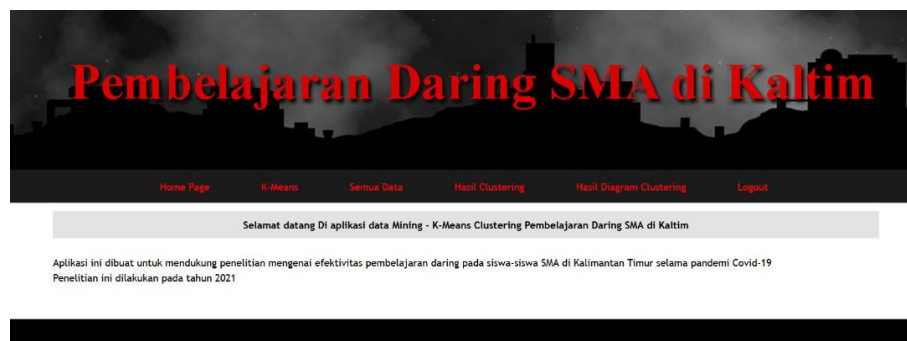 Pembelajaran Daring SMA di Kaltim
Home Page K-Means Semua Data Hasil Clustering Hasil Diagram Clustering Logout
Selamat datang Di aplikasi data Mining - K-Means Clustering Pembelajaran Daring SMA di Kaltim
Aplikasi ini dibuat untuk mendukung penelitian mengenai efektivitas pembelajaran daring pada siswa-siswa SMA di Kalimantan Timur selama pandemi Covid-19
Penelitian ini dilakukan pada tahun 2021